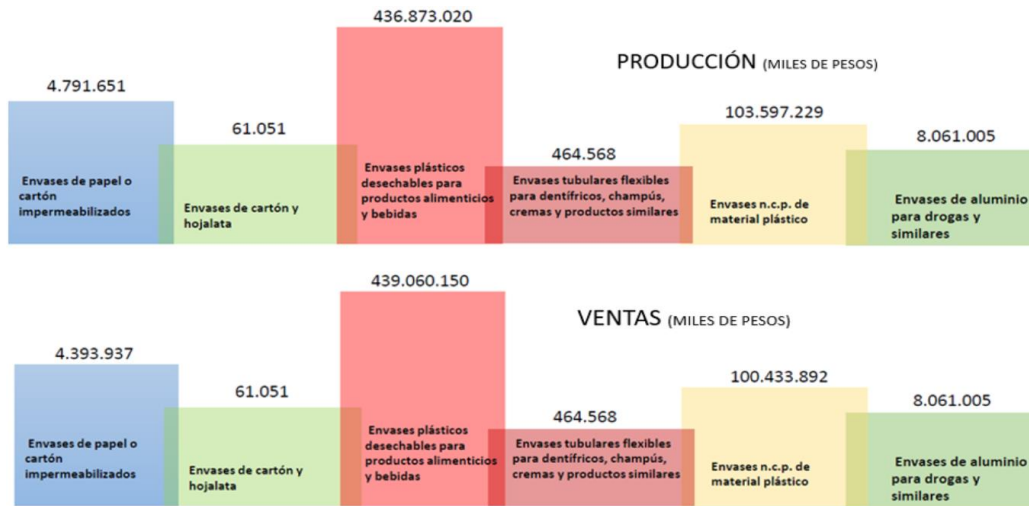 436.873.020
PRODUCCIÓN (MILES DE PESOS)
4.791.651
103.597.229
61.051
8.061.005
464.568
Envases de papel o
cartón
impermeabilizados
Envases de cartón y
hojalata
Envases plásticos
desechables para
productos alimenticios
y bebidas
Envases tubulares flexibles
para dentífricos, champús,
cremas y productos similares
Envases n.c.p. de
material plástico
Envases de aluminio
para drogas y
similares
439.060.150
VENTAS (MILES DE PESOS)
4.393.937
100.433.892
61.051
8.061.005
464.568
Envases de papel o
cartón
impermeabilizados
Envases de cartón y
hojalata
Envases plásticos
desechables para
productos alimenticios
y bebidas
Envases tubulares flexibles
para dentífricos, champús,
cremas y productos similares
Envases n.c.p. de
material plástico
Envases de aluminio
para drogas y
similares